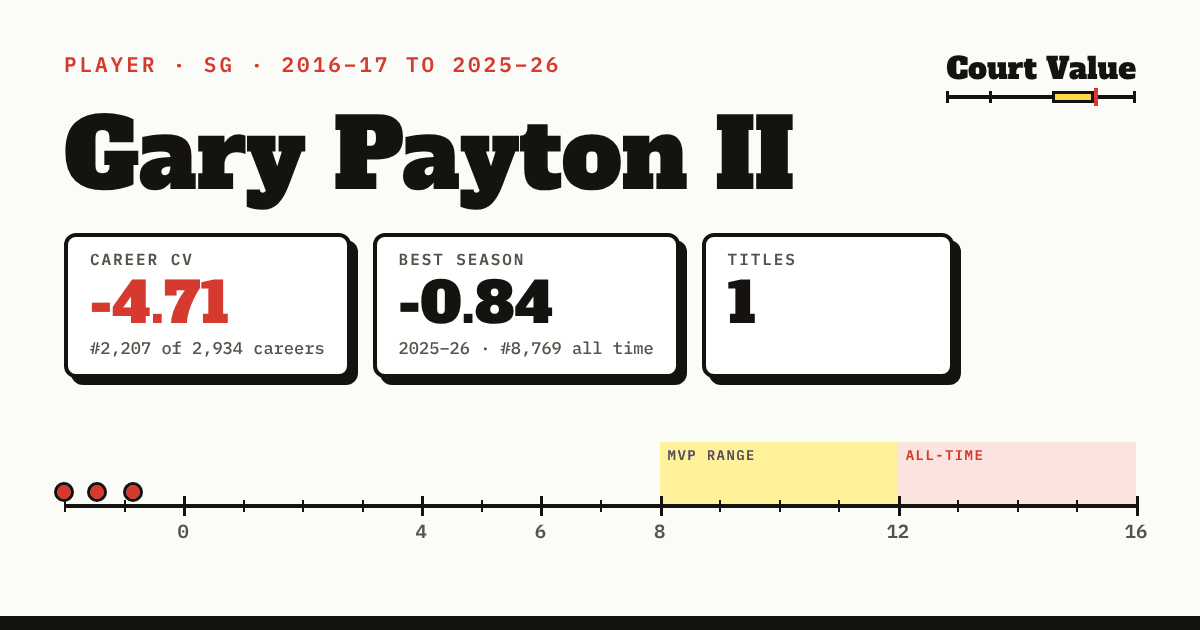 PLAYER · SG · 2016–17 TO 2025–26
Court Value
Gary Payton II
CAREER CV
-4.71
#2,207 of 2,934 careers
BEST SEASON
-0.84
2025–26 · #8,769 all time
TITLES
1
MVP RANGE
ALL-TIME
0
4
6
8
12
16